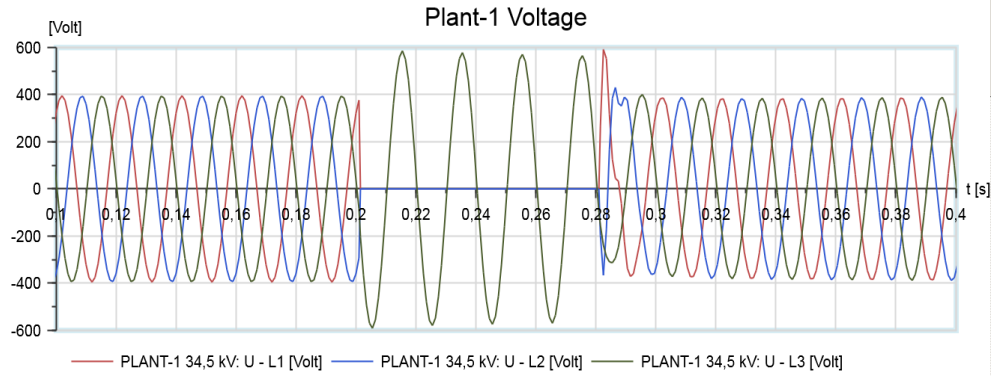 Plant-1 Voltage
[Volt]
600
400
200
0
-200
-400
-600
0,1 0,12 0,14 0,16 0,18 0,2 0,22 0,24 0,26 0,28 0,3 0,32 0,34 0,36 0,38 0,4
t [s]
PLANT-1 34,5 kV: U - L1 [Volt] PLANT-1 34,5 kV: U - L2 [Volt] PLANT-1 34,5 kV: U - L3 [Volt]